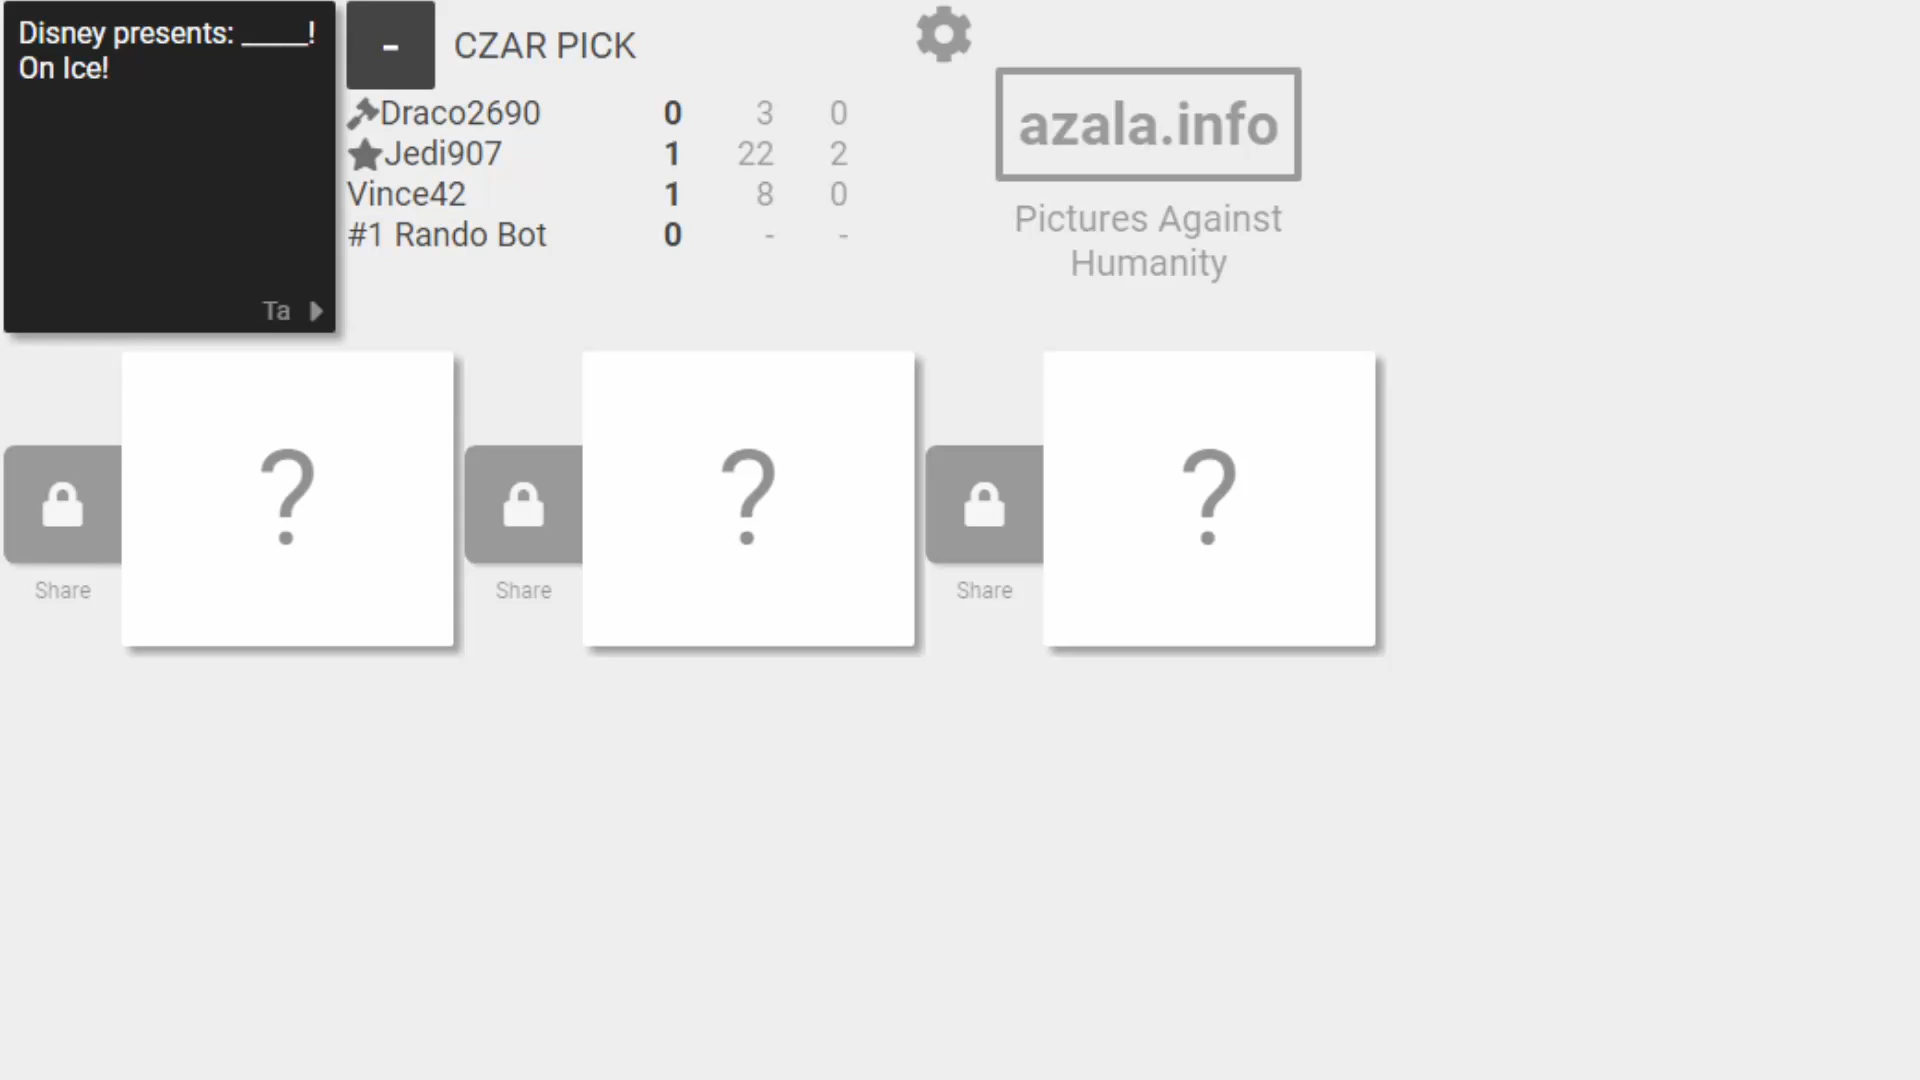 Disney presents: _____!
On Ice!
Ta
-
CZAR PICK
Draco2690 0 3 0
Jedi907 1 22 2
Vince42 1 8 0
#1 Rando Bot 0 - -
azala.info
Pictures Against
Humanity
? ? ?
Share Share Share